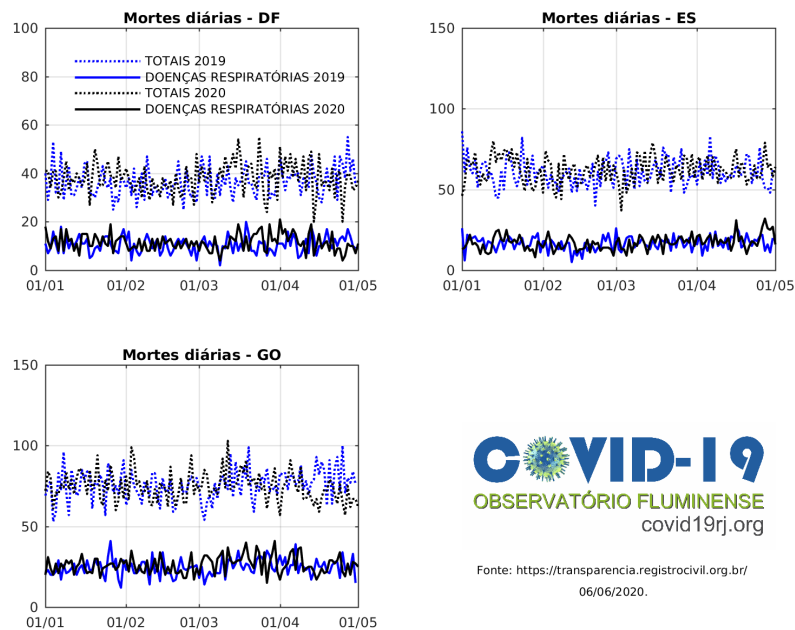 Mortes diárias - DF
100
80
60
40
20
0
01/01 01/02 01/03 01/04 01/05
TOTAIS 2019
DOENÇAS RESPIRATÓRIAS 2019
TOTAIS 2020
DOENÇAS RESPIRATÓRIAS 2020
Mortes diárias - ES
150
100
50
0
01/01 01/02 01/03 01/04 01/05
Mortes diárias - GO
150
100
50
0
01/01 01/02 01/03 01/04 01/05
COVID-19
OBSERVATÓRIO FLUMINENSE
covid19rj.org
Fonte: https://transparencia.registrocivil.org.br/
06/06/2020.